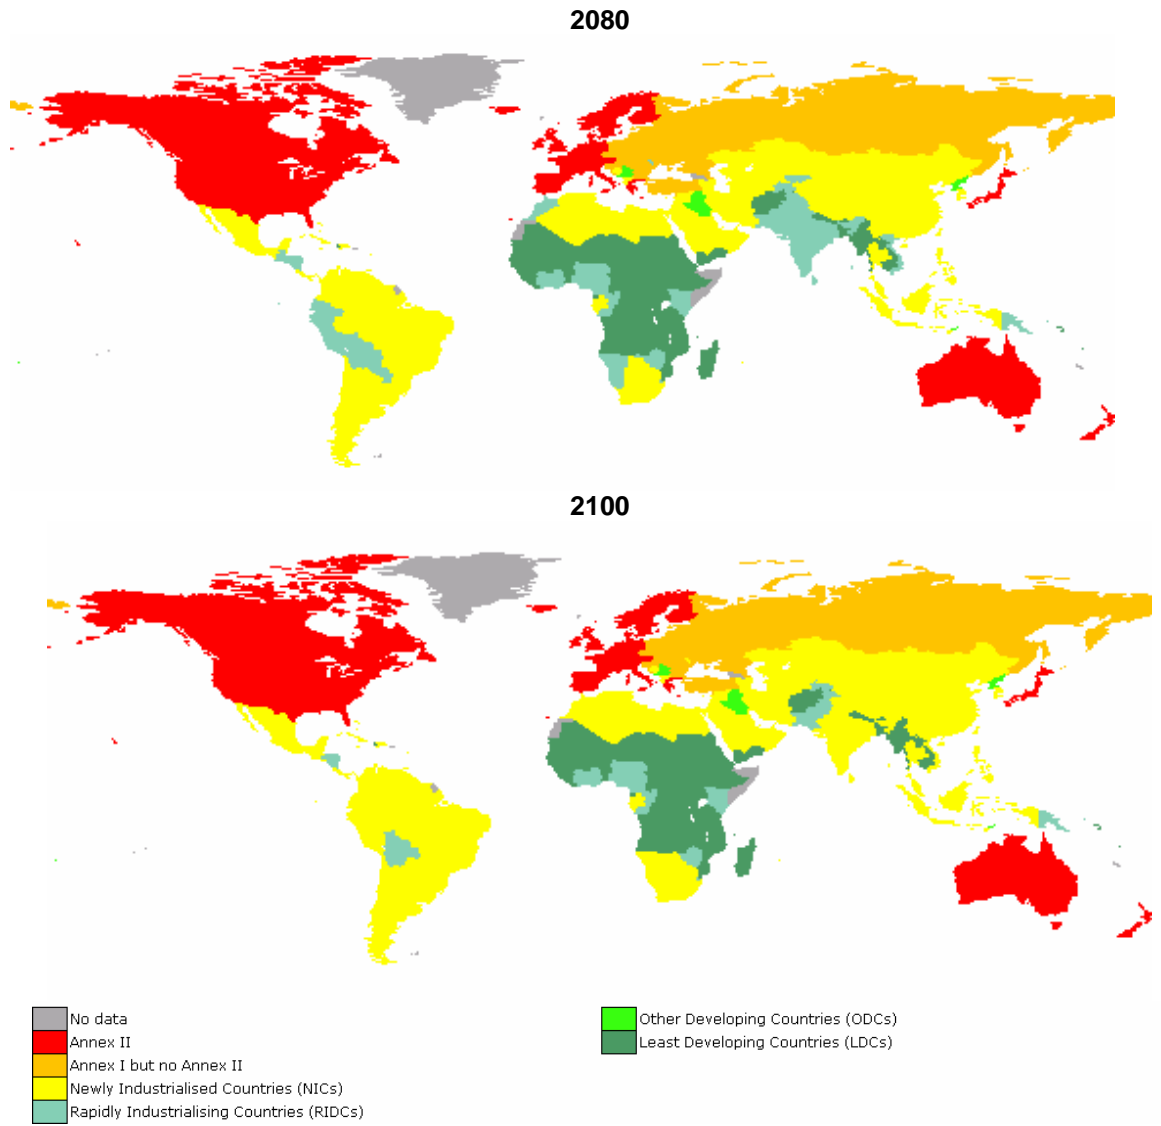 2080
2100
No data
Annex II
Annex I but no Annex II
Newly Industrialised Countries (NICs)
Rapidly Industrialising Countries (RIDCs)
Other Developing Countries (ODCs)
Least Developing Countries (LDCs)